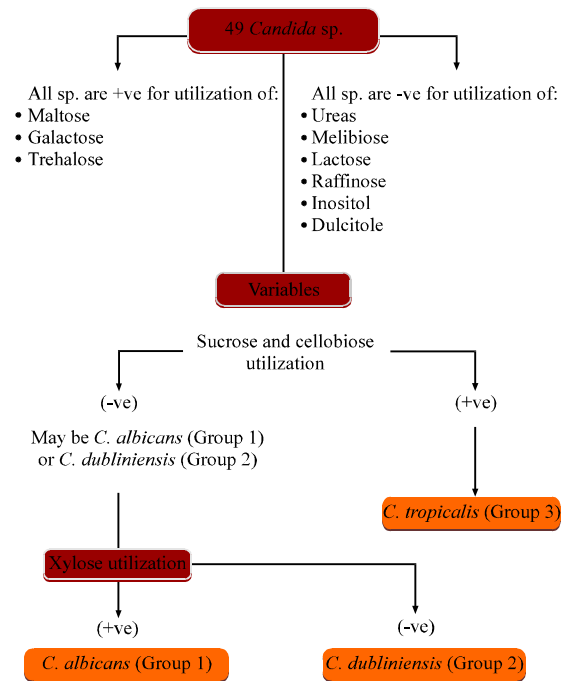 49 Candida sp.
All sp. are +ve for utilization of:
• Maltose
• Galactose
• Trehalose
All sp. are -ve for utilization of:
• Ureas
• Melibiose
• Lactose
• Raffinose
• Inositol
• Dulcitole
Variables
Sucrose and cellobiose
utilization
(-ve)
(+ve)
May be C. albicans (Group 1)
or C. dubliniensis (Group 2)
C. tropicalis (Group 3)
Xylose utilization
(+ve)
(-ve)
C. albicans (Group 1)
C. dubliniensis (Group 2)